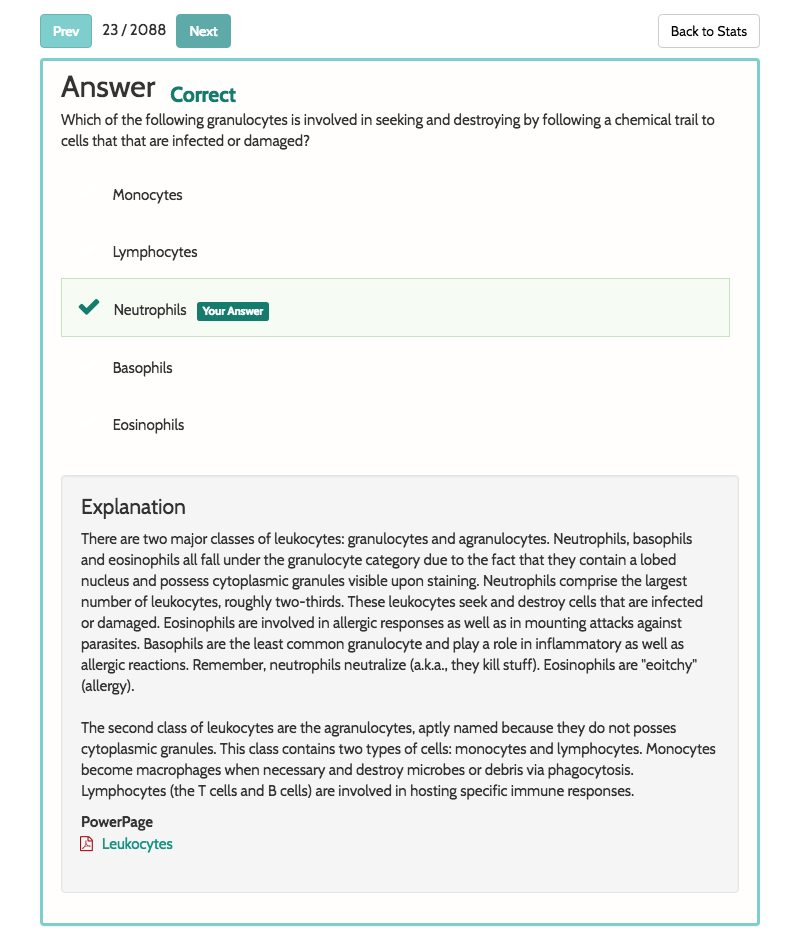 Prev 23 / 2088 Next Back to Stats
Answer Correct
Which of the following granulocytes is involved in seeking and destroying by following a chemical trail to
cells that that are infected or damaged?
Monocytes
Lymphocytes
Neutrophils Your Answer
Basophils
Eosinophils
Explanation
There are two major classes of leukocytes: granulocytes and agranulocytes. Neutrophils, basophils
and eosinophils all fall under the granulocyte category due to the fact that they contain a lobed
nucleus and possess cytoplasmic granules visible upon staining. Neutrophils comprise the largest
number of leukocytes, roughly two-thirds. These leukocytes seek and destroy cells that are infected
or damaged. Eosinophils are involved in allergic responses as well as in mounting attacks against
parasites. Basophils are the least common granulocyte and play a role in inflammatory as well as
allergic reactions. Remember, neutrophils neutralize (a.k.a., they kill stuff). Eosinophils are "eoitchy"
(allergy).
The second class of leukocytes are the agranulocytes, aptly named because they do not posses
cytoplasmic granules. This class contains two types of cells: monocytes and lymphocytes. Monocytes
become macrophages when necessary and destroy microbes or debris via phagocytosis.
Lymphocytes (the T cells and B cells) are involved in hosting specific immune responses.
PowerPage
Leukocytes